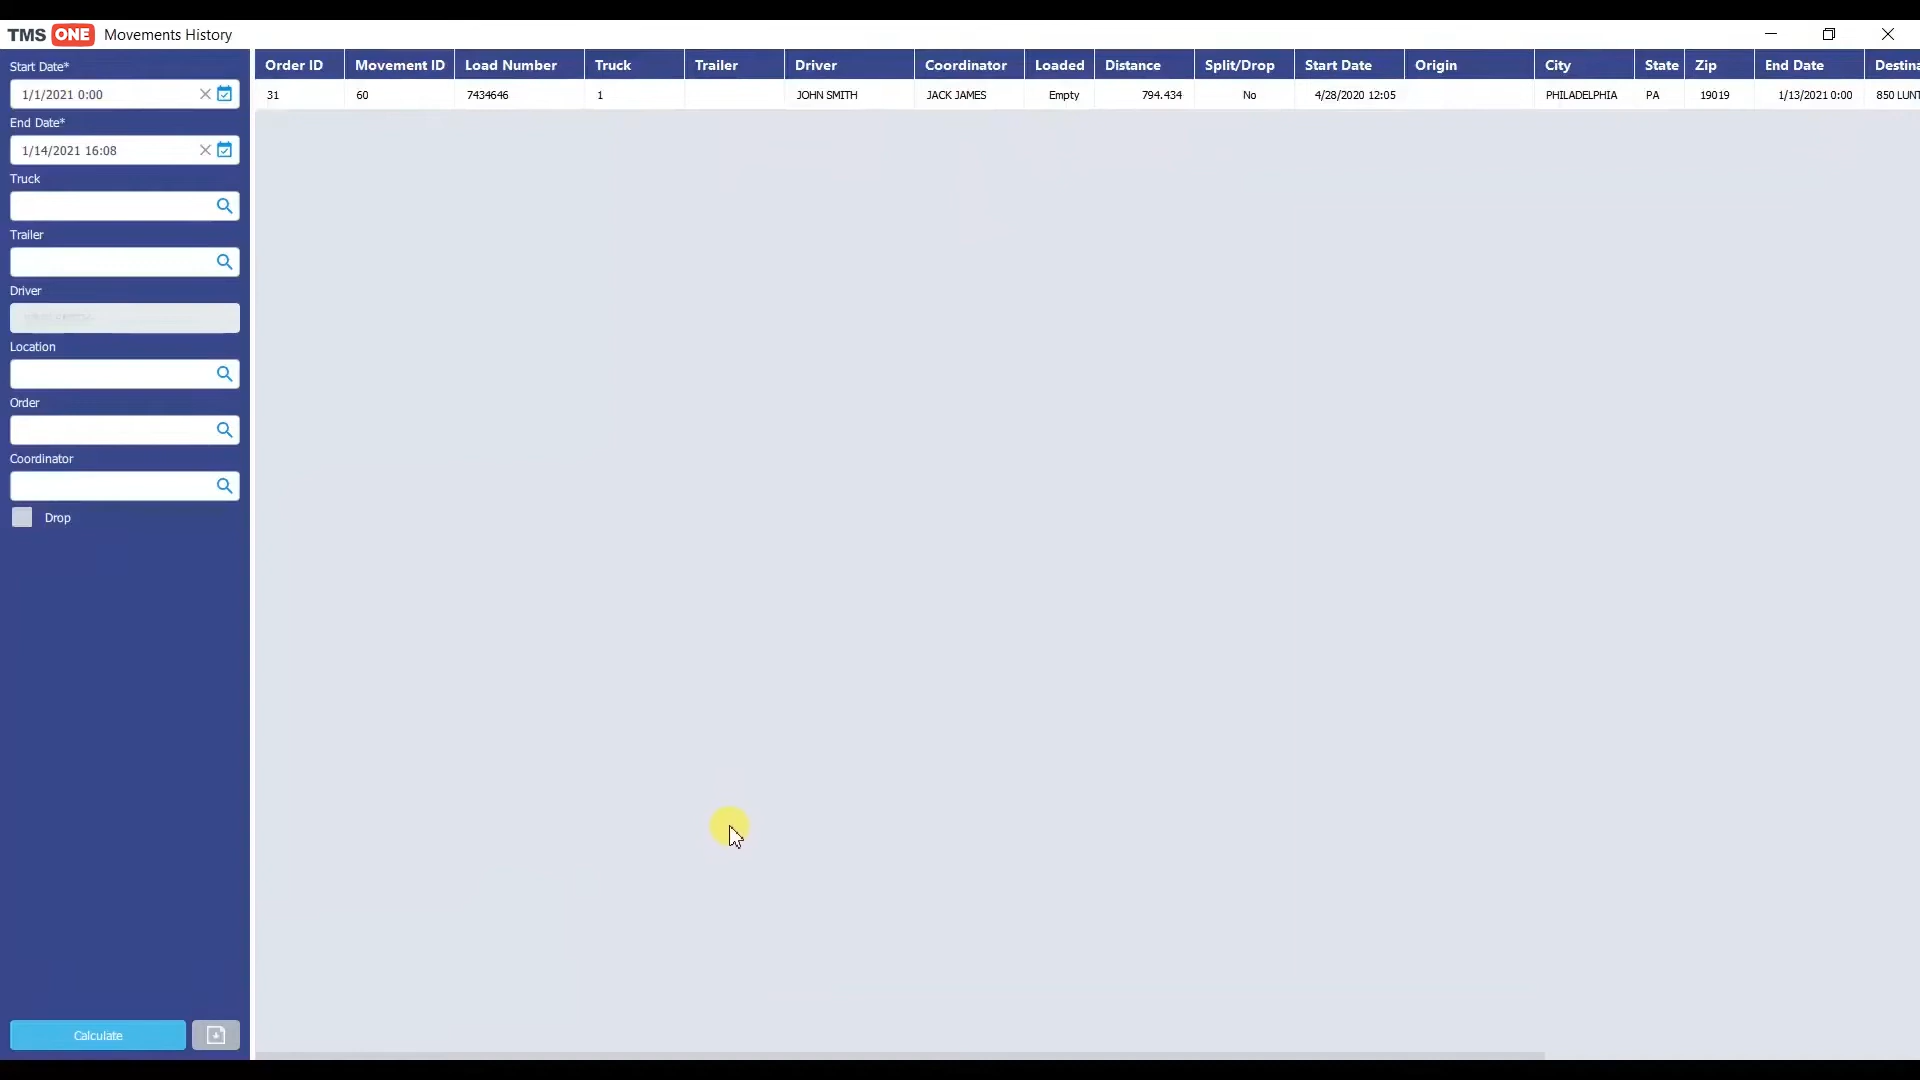 TMS ONE Movements History
Start Date*
1/1/2021 0:00
End Date*
1/14/2021 16:08
Truck
Trailer
Driver
Location
Order
Coordinator
Drop
Calculate
Order ID Movement ID Load Number Truck Trailer Driver Coordinator Loaded Distance Split/Drop Start Date Origin City State Zip End Date Destina
31 60 7434646 1 JOHN SMITH JACK JAMES Empty 794.434 No 4/28/2020 12:05 PHILADELPHIA PA 19019 1/13/2021 0:00 850 LUNT